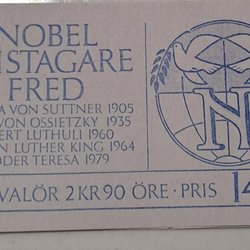 NOBEL
ISTAGARE
FRED
A VON SUTTNER 1905
VON OSSIETZKY 1935
ERT LUTHULI 1960
N LUTHER KING 1964
ODER TERESA 1979
N
VALÖR 2 KR 90 ÖRE · PRIS 14